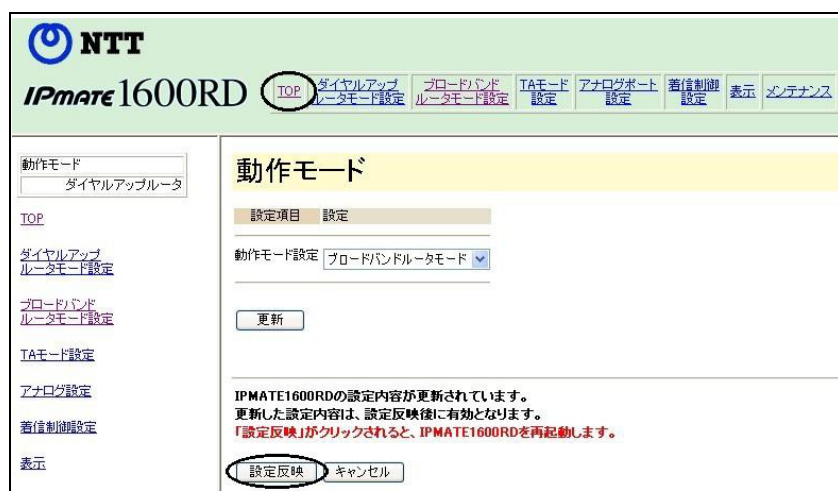 NTT
IPMATE1600RD
TOP
ダイヤルアップ
ルータモード設定
ブロードバンド
ルータモード設定
TAモード
設定
アナログポート
設定
着信制御
設定
表示
メンテナンス
動作モード
ダイヤルアップルータ
TOP
ダイヤルアップ
ルータモード設定
ブロードバンド
ルータモード設定
TAモード設定
アナログ設定
着信制御設定
表示
動作モード
設定項目 設定
動作モード設定 ブロードバンドルータモード
更新
IPMATE1600RDの設定内容が更新されています。
更新した設定内容は、設定反映後に有効となります。
「設定反映」がクリックされると、IPMATE1600RDを再起動します。
設定反映 キャンセル